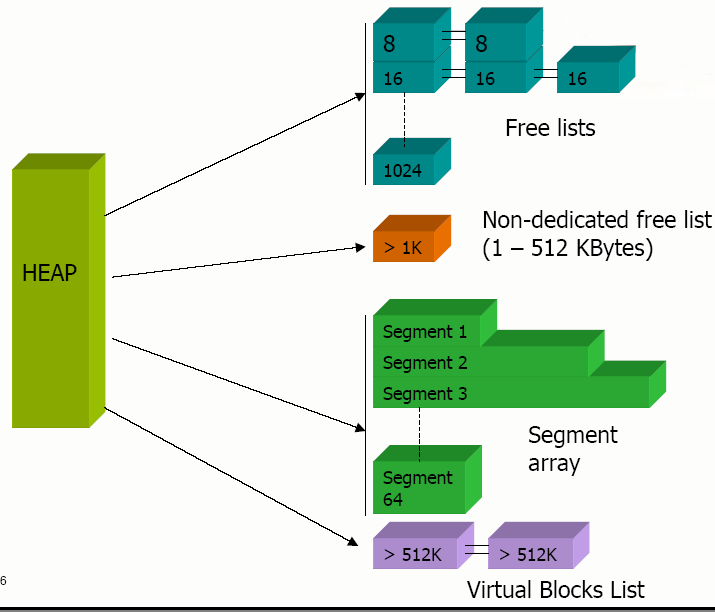 8 8
16 16 16
Free lists
1024
Non-dedicated free list
(1 – 512 KBytes)
> 1K
HEAP
Segment 1
Segment 2
Segment 3
Segment
array
Segment
64
> 512K > 512K
6
Virtual Blocks List